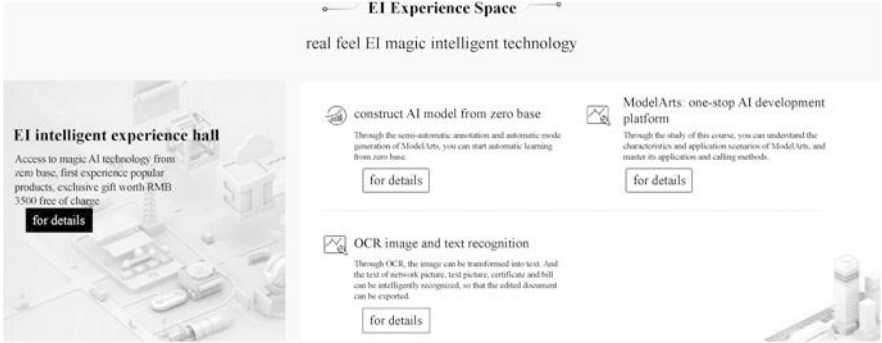 EI Experience Space
real feel EI magic intelligent technology
EI intelligent experience hall
Access to magic AI technology from
zero base, first experience popular
products, exclusive gift worth RMB
3500 free of charge
for details
construct AI model from zero base
Through the semi-automatic annotation and automatic mode
generation of ModelArts, you can start automatic learning
from zero base.
for details
ModelArts: one-stop AI development
platform
Through the study of this course, you can understand the
characteristics and application scenarios of ModelArts, and
master its application and calling methods.
for details
OCR image and text recognition
Through OCR, the image can be transformed into text. And
the text of network picture, text picture, certificate and bill
can be intelligently recognized, so that the edited document
can be exported.
for details